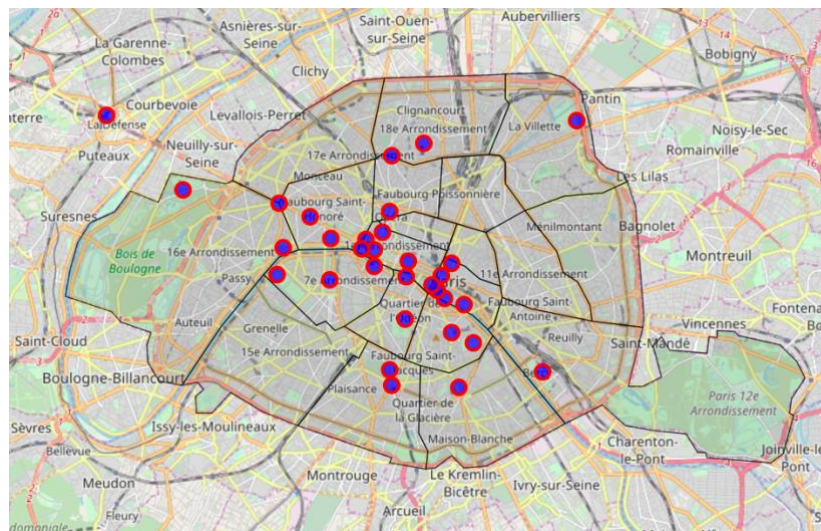 Asnières-sur-
Seine
Saint-Ouen-
sur-Seine
Aubervilliers
La Garenne-
Colombes
Bobigny
Clichy
Courbevoie
Levallois-Perret
Clignancourt
18e Arrondissement
La Villette
Pantin
Noisy-le-Sec
Romainville
Puteaux
Neuilly-sur-
Seine
17e Arrondissement
Monceau
Faubourg Poissonnière
Les Lilas
Suresnes
Faubourg Saint-
Ménilmontant
Bagnolet
Montreuil
Bois de
Boulogne
16e Arrondissement
Passy
7e Arrondissement
11e Arrondissement
Auteuil
Grenelle
Quartier de
Faubourg Saint-
Antoine
Reuilly
Vincennes
Saint-Cloud
15e Arrondissement
Saint-Mandé
Boulogne-Billancourt
Plaisance
Faubourg Saint-
Jacques
Quartier de
la Glacière
Paris 12e
Arrondissement
Sèvres
Issy-les-Moulineaux
Maison-Blanche
Charenton-
le-Pont
Joinville-le-
Pont
Bellevue
Meudon
Montrouge
Le Kremlin-
Bicêtre
Ivry-sur-Seine
Fleury
Arcueil